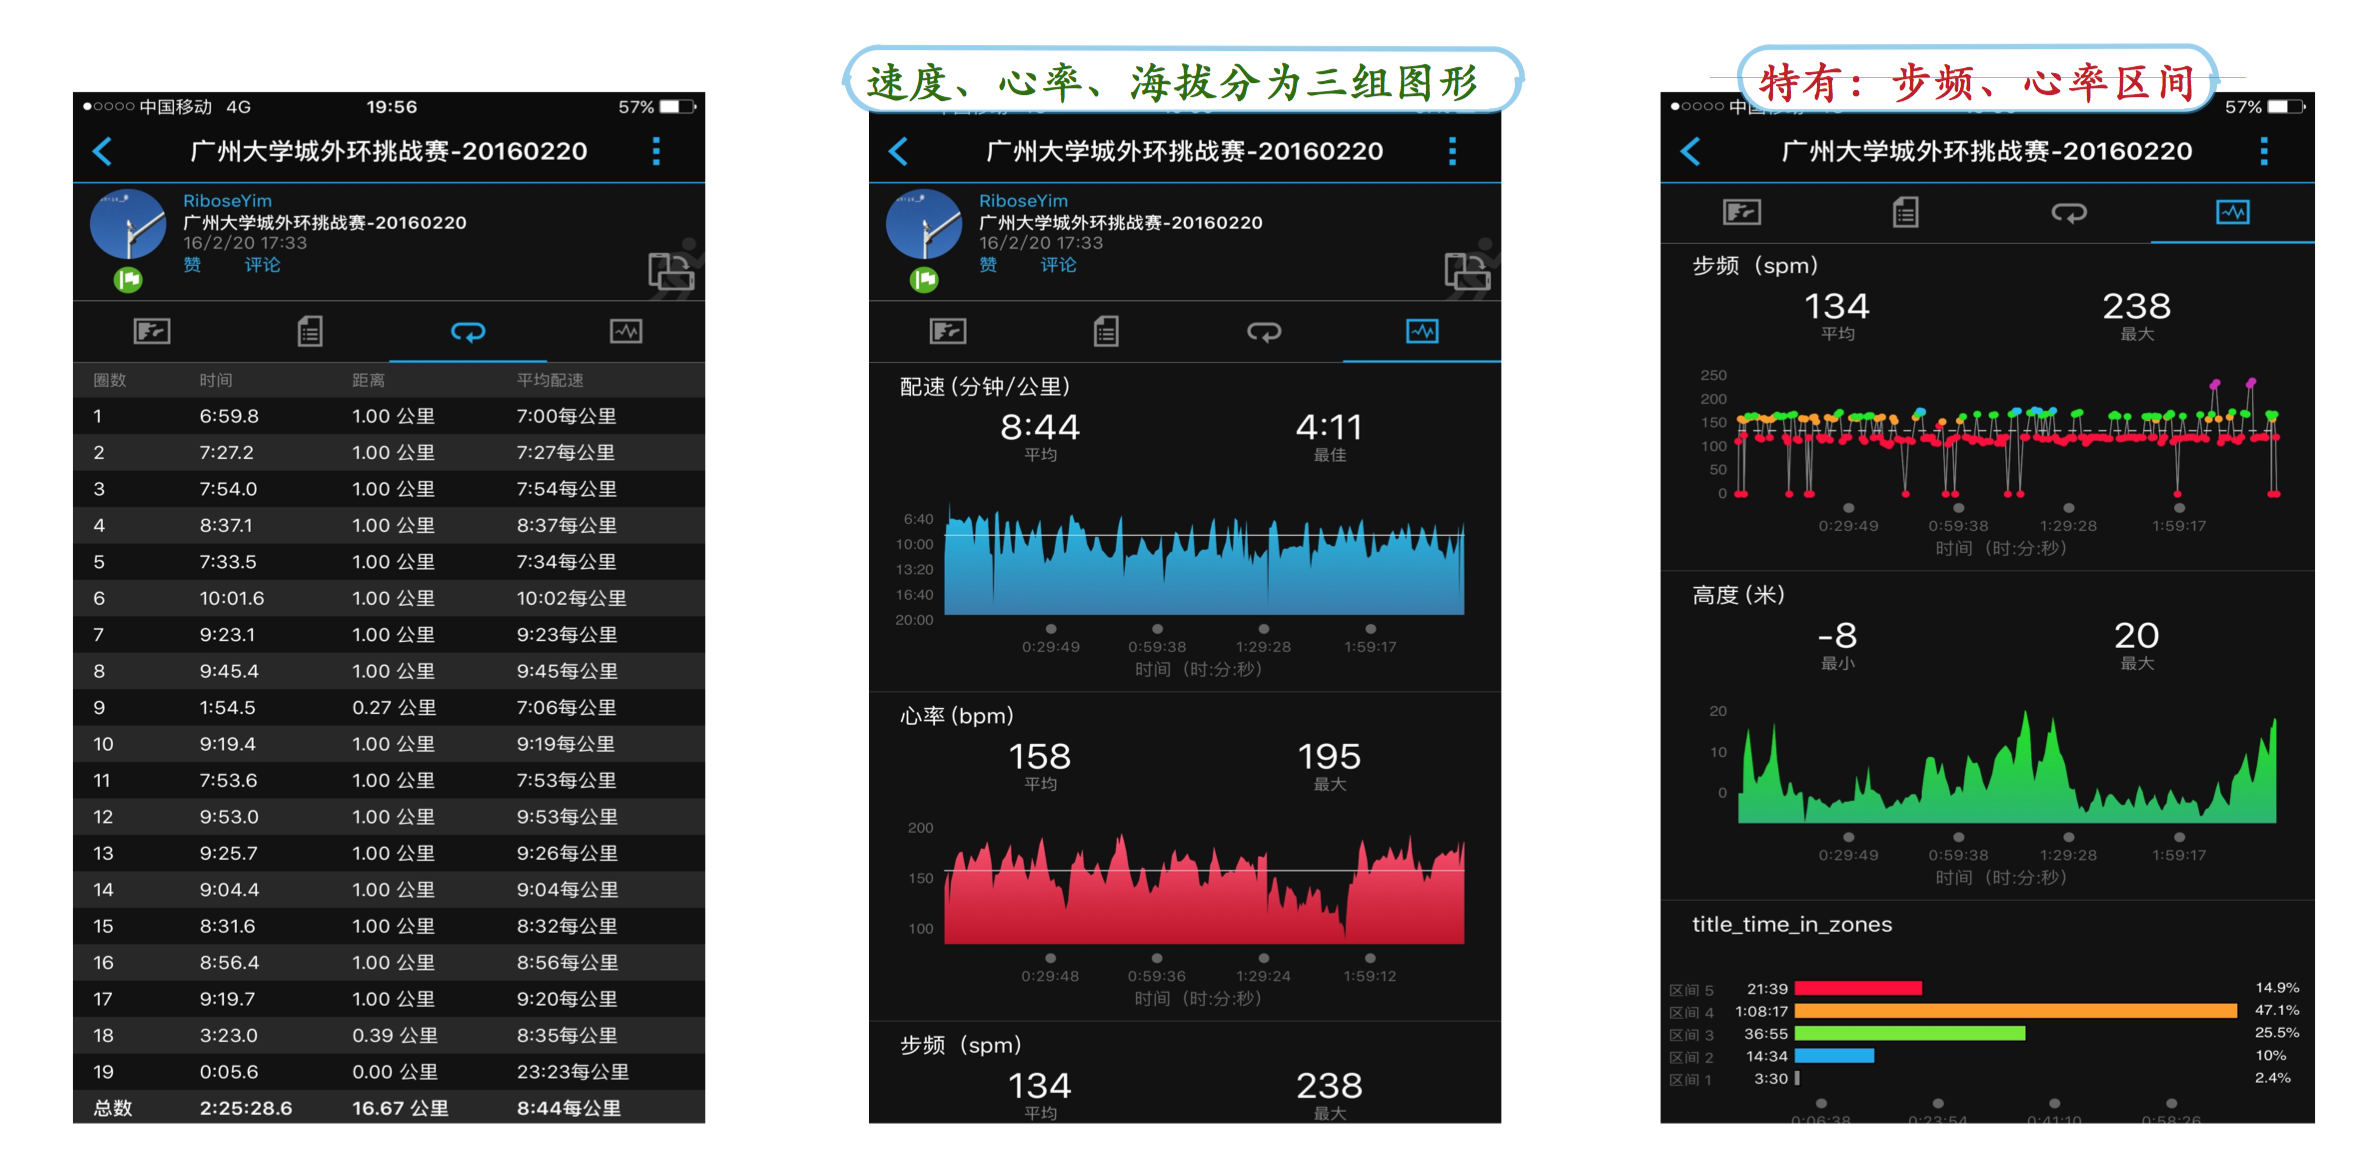 速度、心率、海拔分为三组图形
特有：步频、心率区间
中国移动 4G 19:56 57%
广州大学城外环挑战赛-20160220
RiboseYim
广州大学城外环挑战赛-20160220
16/2/20 17:33
赞 评论
圈数 时间 距离 平均配速
1 6:59.8 1.00 公里 7:00每公里
2 7:27.2 1.00 公里 7:27每公里
3 7:54.0 1.00 公里 7:54每公里
4 8:37.1 1.00 公里 8:37每公里
5 7:33.5 1.00 公里 7:34每公里
6 10:01.6 1.00 公里 10:02每公里
7 9:23.1 1.00 公里 9:23每公里
8 9:45.4 1.00 公里 9:45每公里
9 1:54.5 0.27 公里 7:06每公里
10 9:19.4 1.00 公里 9:19每公里
11 7:53.6 1.00 公里 7:53每公里
12 9:53.0 1.00 公里 9:53每公里
13 9:25.7 1.00 公里 9:26每公里
14 9:04.4 1.00 公里 9:04每公里
15 8:31.6 1.00 公里 8:32每公里
16 8:56.4 1.00 公里 8:56每公里
17 9:19.7 1.00 公里 9:20每公里
18 3:23.0 0.39 公里 8:35每公里
19 0:05.6 0.00 公里 23:23每公里
总数 2:25:28.6 16.67 公里 8:44每公里
广州大学城外环挑战赛-20160220
RiboseYim
广州大学城外环挑战赛-20160220
16/2/20 17:33
赞 评论
配速(分钟/公里)
8:44 4:11
平均 最佳
6:40
10:00
13:20
16:40
20:00
0:29:49 0:59:38 1:29:28 1:59:17
时间（时:分:秒）
心率(bpm)
158 195
平均 最大
200
150
100
0:29:48 0:59:36 1:29:24 1:59:12
时间（时:分:秒）
步频（spm）
134 238
平均 最大
57%
广州大学城外环挑战赛-20160220
步频（spm）
134 238
平均 最大
250
200
150
100
50
0
0:29:49 0:59:38 1:29:28 1:59:17
时间（时:分:秒）
高度(米)
-8 20
最小 最大
20
10
0
0:29:49 0:59:38 1:29:28 1:59:17
时间（时:分:秒）
title_time_in_zones
区间 5 21:39 14.9%
区间 4 1:08:17 47.1%
区间 3 36:55 25.5%
区间 2 14:34 10%
区间 1 3:30 2.4%
0:06:38 0:23:54 0:41:10 0:58:26